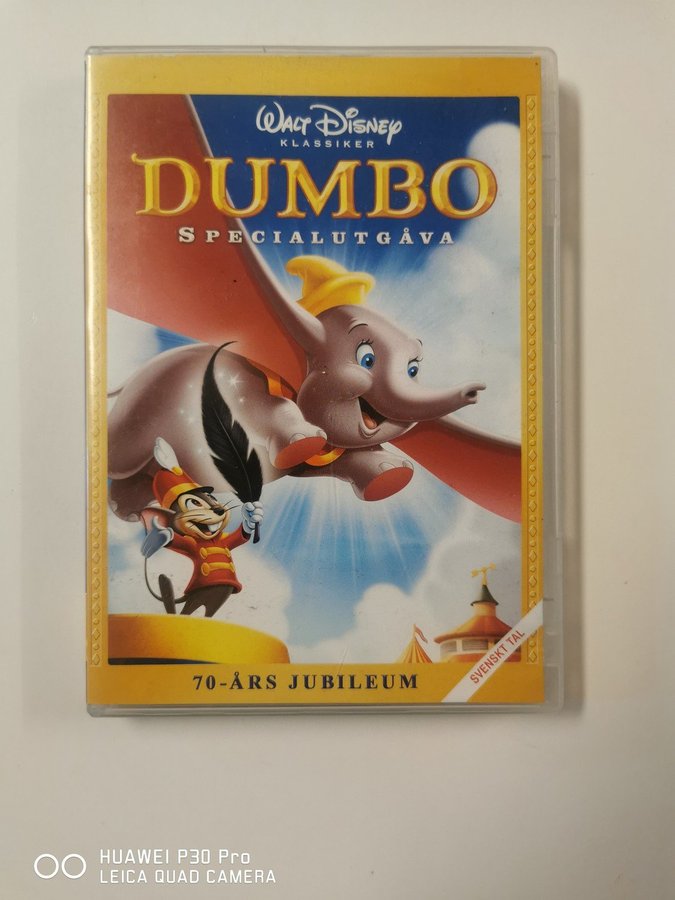 WALT DISNEY
KLASSIKER
DUMBO
SPECIALUTGÅVA
SVENSKT TAL
70-ÅRS JUBILEUM
HUAWEI P30 Pro
LEICA QUAD CAMERA